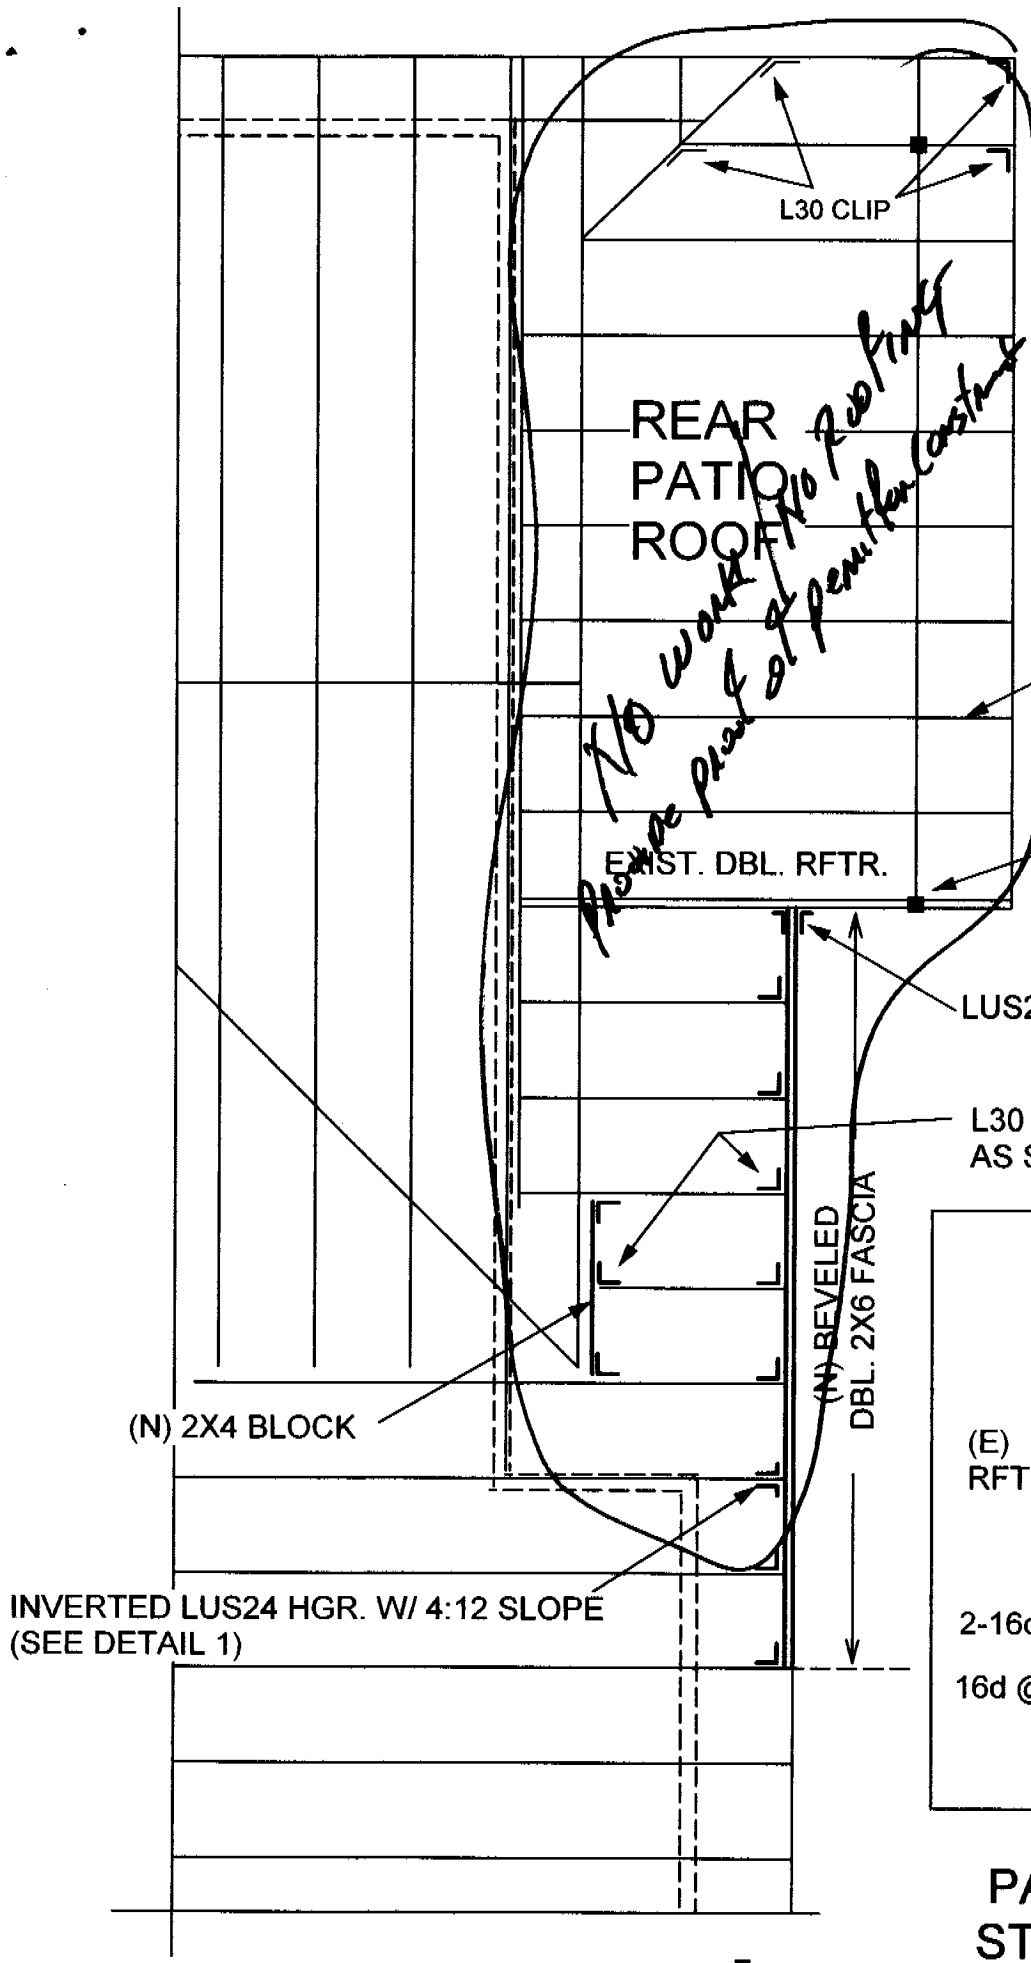 L30 CLIP
REAR
PATIO
ROOF
No work No Roofing
Provide proof of permit for Const
EXIST. DBL. RFTR.
LUS2
L30
AS S
(N) BEVELED
DBL. 2X6 FASCIA
(N) 2X4 BLOCK
(E)
RFT
INVERTED LUS24 HGR. W/ 4:12 SLOPE
(SEE DETAIL 1)
2-16d
16d @
PA
ST